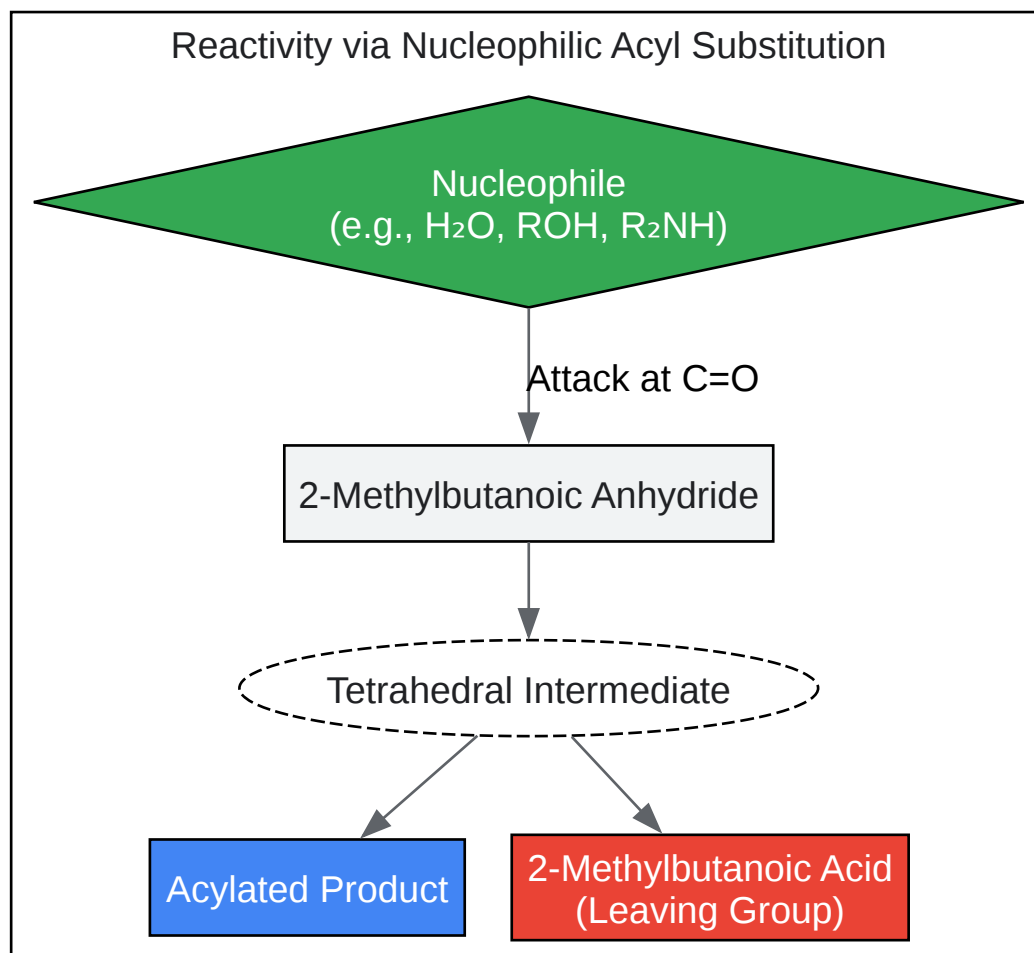 Reactivity via Nucleophilic Acyl Substitution
Nucleophile
(e.g., H₂O, ROH, R₂NH)
Attack at C=O
2-Methylbutanoic Anhydride
Tetrahedral Intermediate
Acylated Product
2-Methylbutanoic Acid
(Leaving Group)